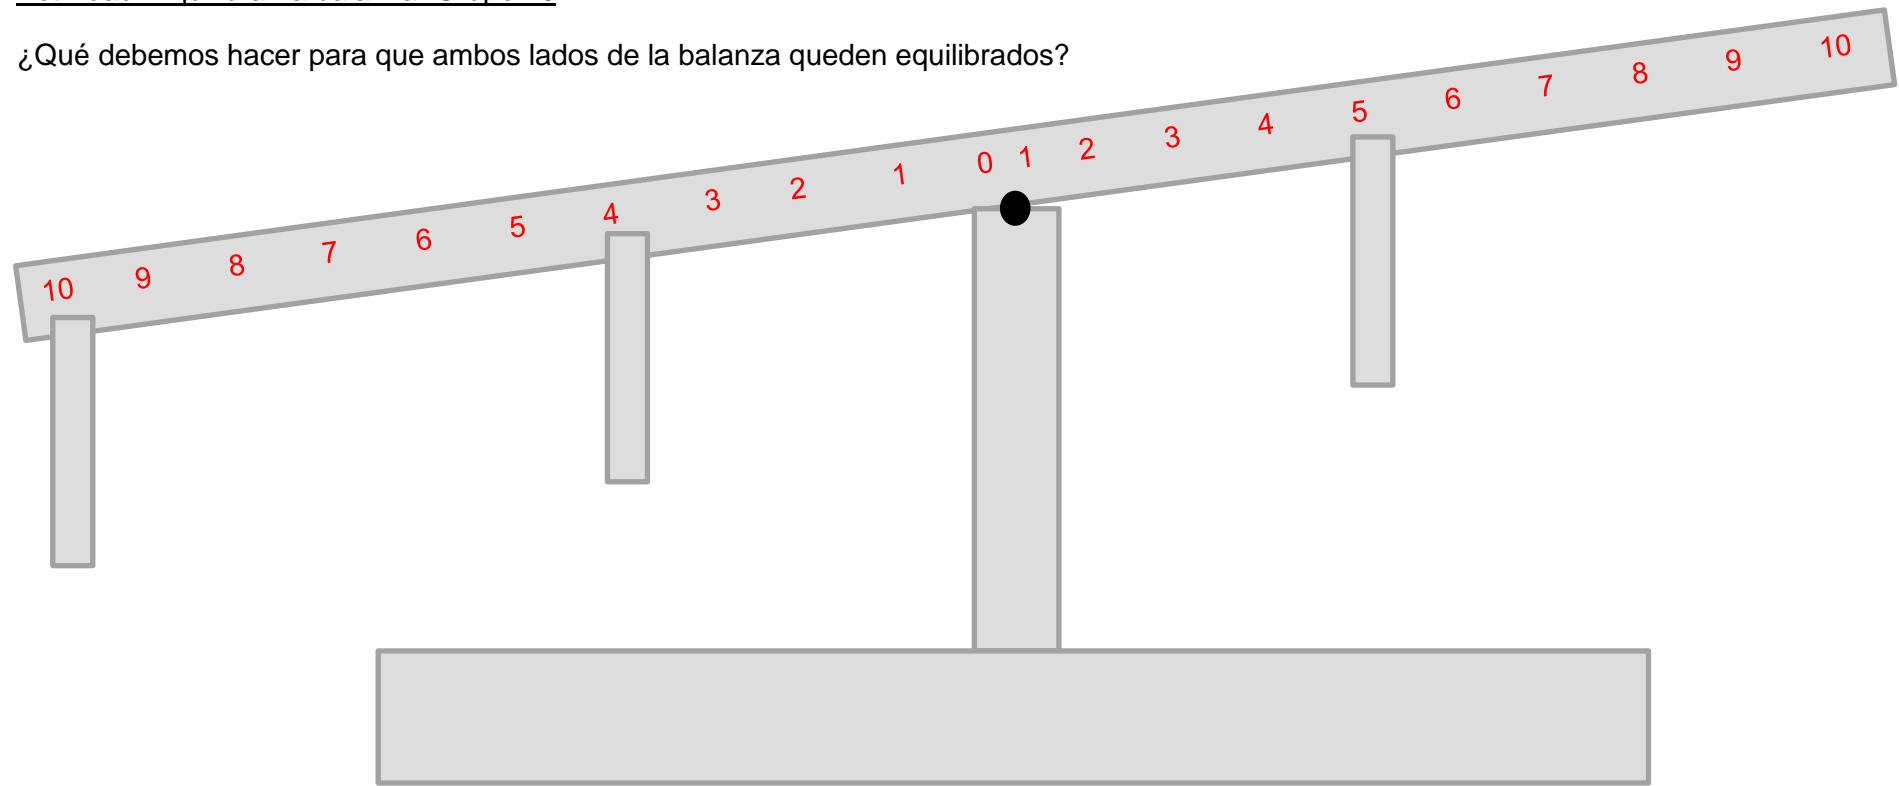 ¿Qué debemos hacer para que ambos lados de la balanza queden equilibrados?
10 9 8 7 6 5 4 3 2 1 0 1 2 3 4 5 6 7 8 9 10